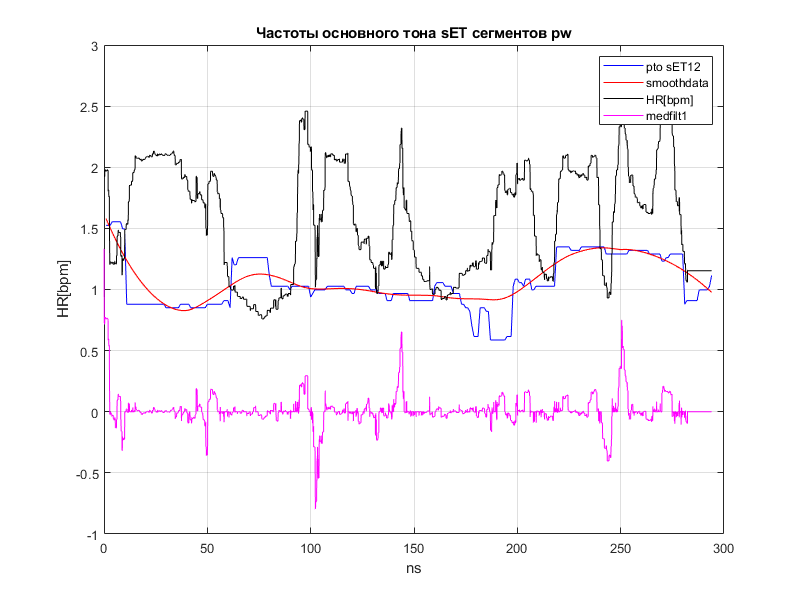 Частоты основного тона sET сегментов pw
pto sET12
smoothdata
HR[bpm]
medfilt1
3
2.5
2
1.5
1
0.5
0
-0.5
-1
HR[bpm]
0 50 100 150 200 250 300
ns